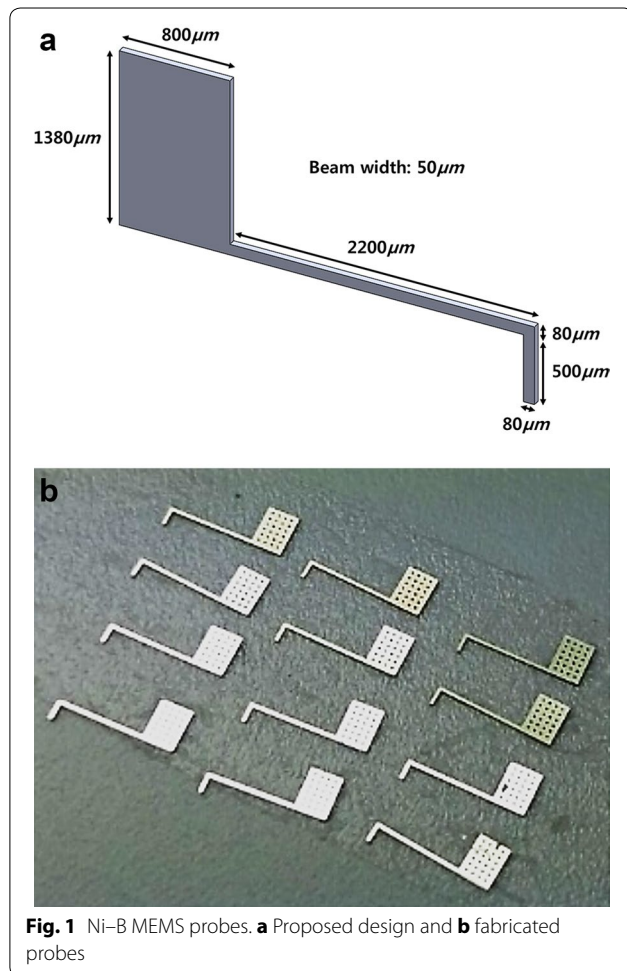 a
800μm
1380μm
Beam width: 50μm
2200μm
80μm
500μm
80μm
b
Fig. 1 Ni–B MEMS probes. a Proposed design and b fabricated
probes